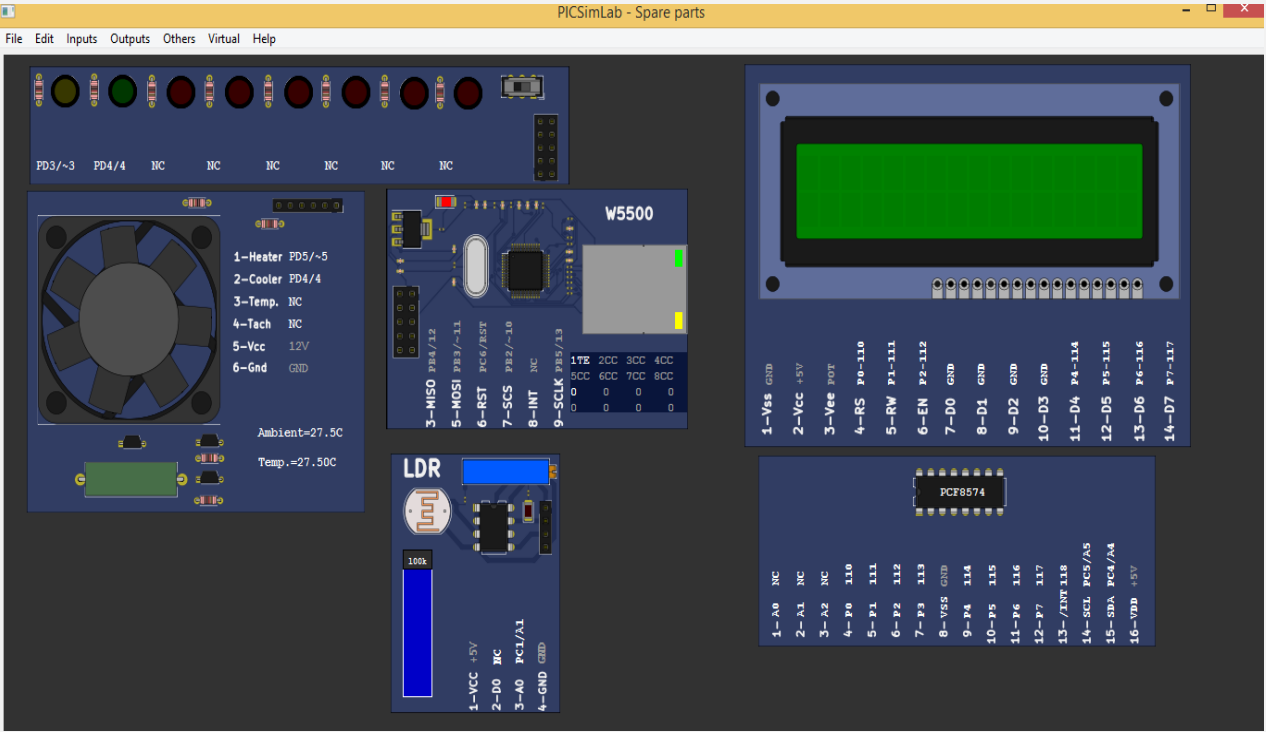 PICSimLab - Spare parts
File Edit Inputs Outputs Others Virtual Help
PD3/~3 PD4/4 NC NC NC NC NC NC
1-Heater PD5/~5
2-Cooler PD4/4
3-Temp. NC
4-Tach NC
5-Vcc 12V
6-Gnd GND
Ambient=27.5C
Temp.=27.50C
W5500
3-MISO PB4/12
5-MOSI PB3/~11
6-RST PC6/RST
7-SCS PB2/~10
8-INT NC
9-SCLK PB5/13
1TE 2CC 3CC 4CC
5CC 6CC 7CC 8CC
0 0 0 0
0 0 0 0
LDR
100k
1-VCC +5V
2-D0 NC
3-A0 PC1/A1
4-GND GND
1-Vss GND
2-Vcc +5V
3-Vee POT
4-RS P0-110
5-RW P1-111
6-EN P2-112
7-D0 GND
8-D1 GND
9-D2 GND
10-D3 GND
11-D4 P4-114
12-D5 P5-115
13-D6 P6-116
14-D7 P7-117
PCF8574
1-A0 NC
2-A1 NC
3-A2 NC
4-P0 110
5-P1 111
6-P2 112
7-P3 113
8-VSS GND
9-P4 114
10-P5 115
11-P6 116
12-P7 117
13-/INT 118
14-SCL PC5/A5
15-SDA PC4/A4
16-VDD +5V